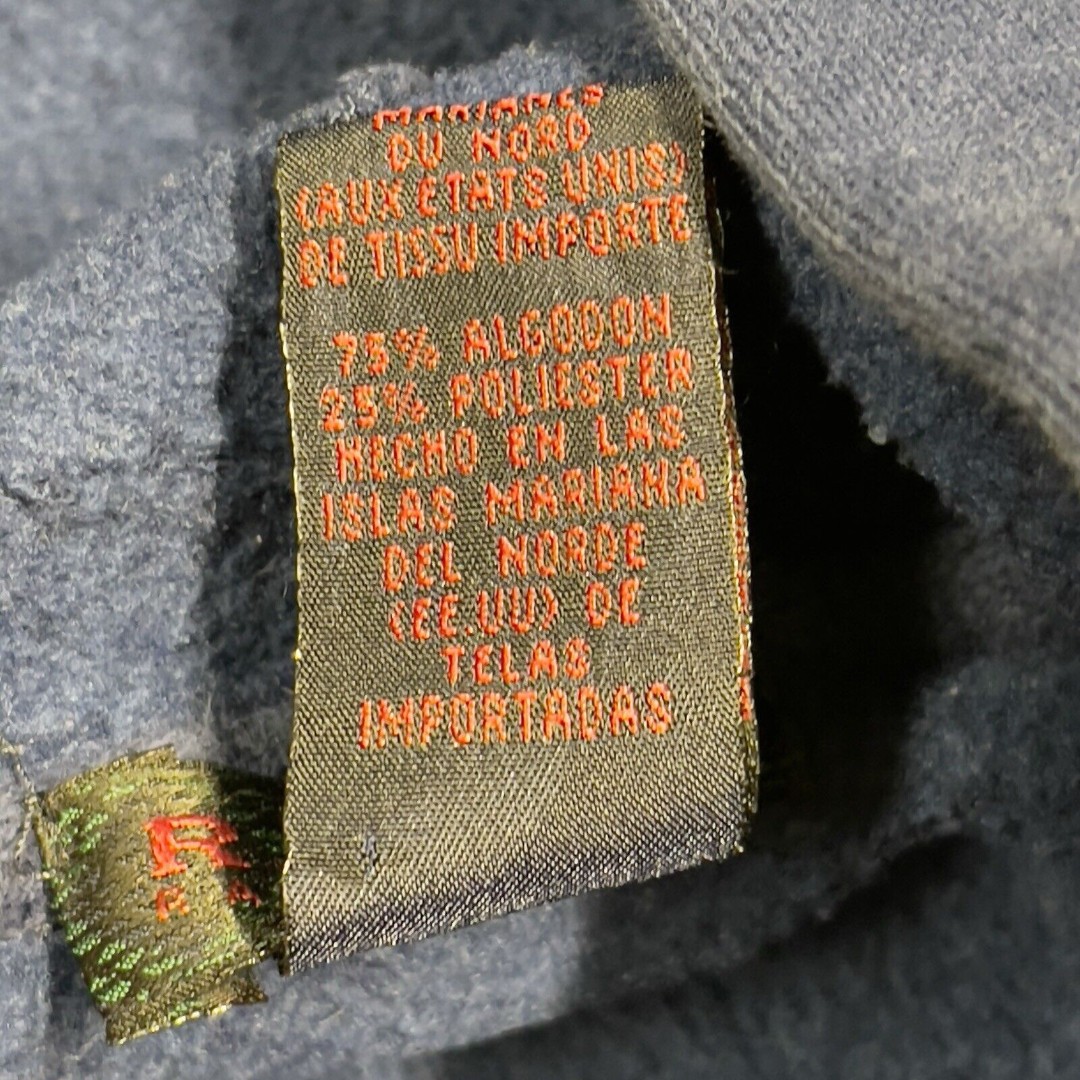 DU NORD
(AUX ETATS UNIS)
DE TISSU IMPORTE
75% ALGODON
25% POLIESTER
HECHO EN LAS
ISLAS MARIANA
DEL NORDE
(EE.UU) DE
TELAS
IMPORTADAS